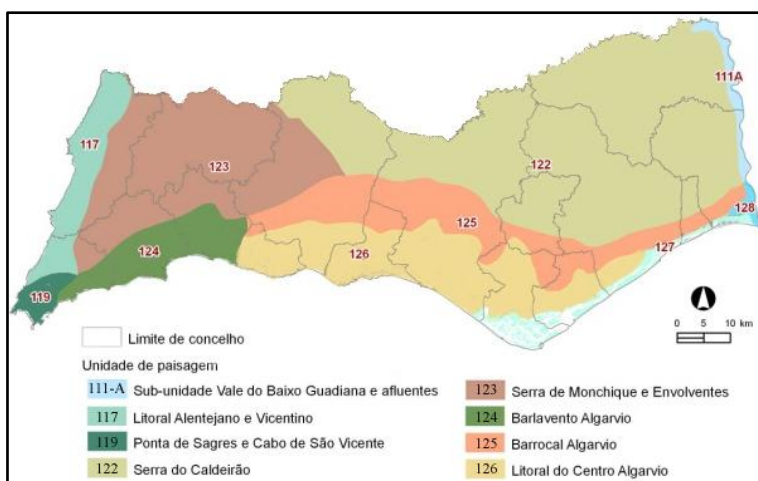 111A
117
123
122
128
125
127
124
126
119
0 5 10 km
Limite de concelho
Unidade de paisagem
111-A Sub-unidade Vale do Baixo Guadiana e afluentes
117 Litoral Alentejano e Vicentino
119 Ponta de Sagres e Cabo de São Vicente
122 Serra do Caldeirão
123 Serra de Monchique e Envolventes
124 Barlavento Algarvio
125 Barrocal Algarvio
126 Litoral do Centro Algarvio